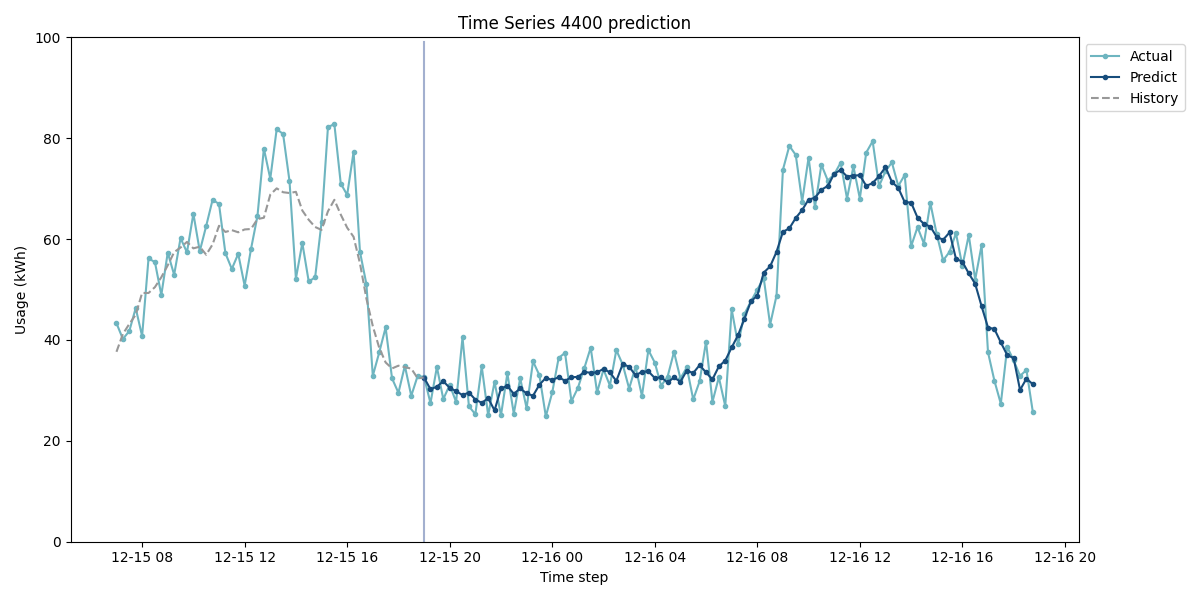 Time Series 4400 prediction
100
80
60
40
20
0
Usage (kWh)
12-15 08
12-15 12
12-15 16
12-15 20
12-16 00
12-16 04
12-16 08
12-16 12
12-16 16
12-16 20
Time step
Actual
Predict
History